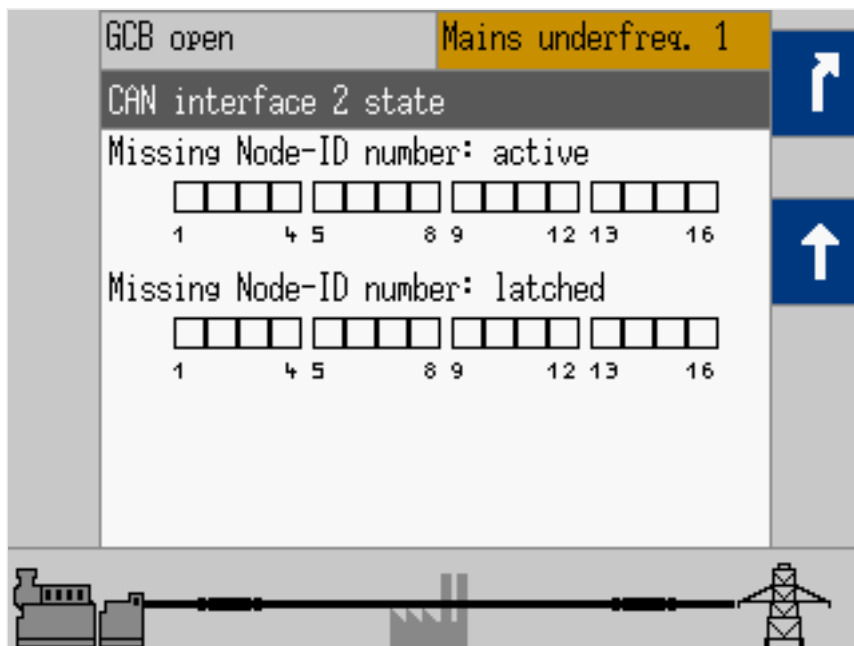 GCB open
Mains underfreq. 1
CAN interface 2 state
Missing Node-ID number: active
1 4 5 8 9 12 13 16
Missing Node-ID number: latched
1 4 5 8 9 12 13 16